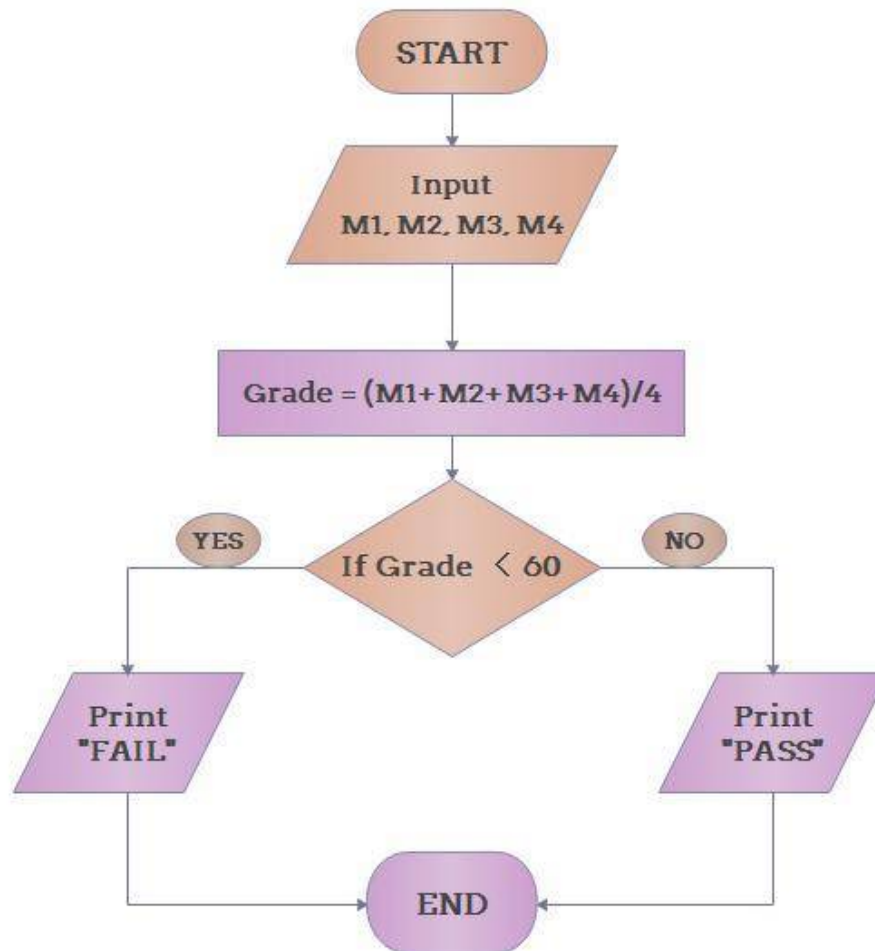 START
Input
M1, M2, M3, M4
Grade = (M1+M2+M3+M4)/4
If Grade < 60
YES
NO
Print
"FAIL"
Print
"PASS"
END